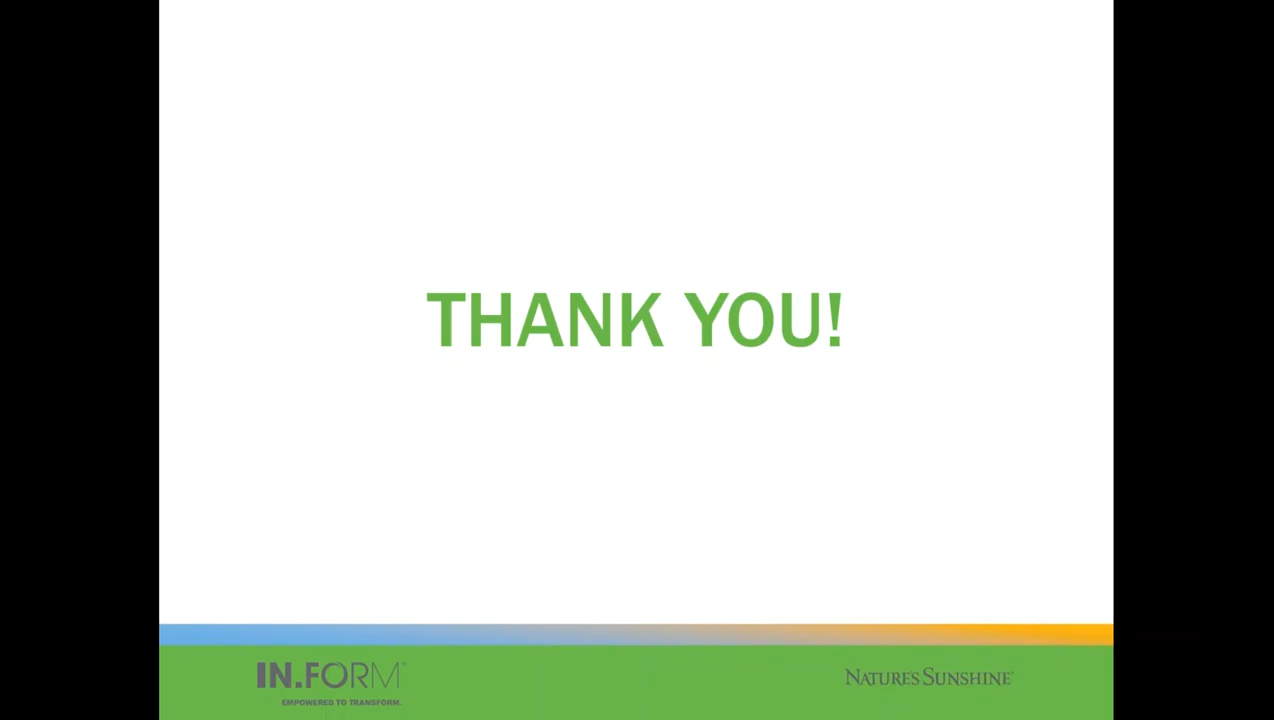 THANK YOU!
IN.FORM
EMPOWERED TO TRANSFORM.
NATURE'S SUNSHINE®